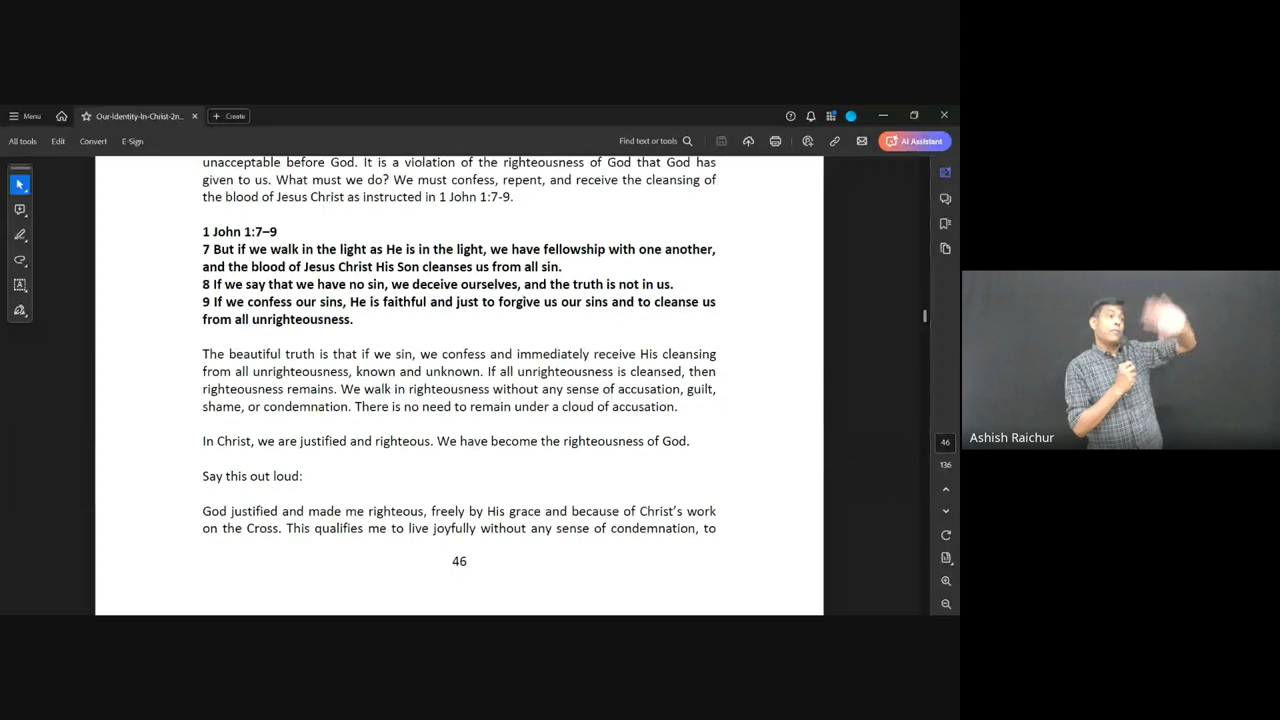 Menu
Our-Identity-In-Christ-2n...
Create
All tools
Edit
Convert
E-Sign
Find text or tools
AI Assistant
unacceptable before God. It is a violation of the righteousness of God that God has
given to us. What must we do? We must confess, repent, and receive the cleansing of
the blood of Jesus Christ as instructed in 1 John 1:7-9.
1 John 1:7–9
7 But if we walk in the light as He is in the light, we have fellowship with one another,
and the blood of Jesus Christ His Son cleanses us from all sin.
8 If we say that we have no sin, we deceive ourselves, and the truth is not in us.
9 If we confess our sins, He is faithful and just to forgive us our sins and to cleanse us
from all unrighteousness.
The beautiful truth is that if we sin, we confess and immediately receive His cleansing
from all unrighteousness, known and unknown. If all unrighteousness is cleansed, then
righteousness remains. We walk in righteousness without any sense of accusation, guilt,
shame, or condemnation. There is no need to remain under a cloud of accusation.
In Christ, we are justified and righteous. We have become the righteousness of God.
Say this out loud:
God justified and made me righteous, freely by His grace and because of Christ's work
on the Cross. This qualifies me to live joyfully without any sense of condemnation, to
46
46
136
Ashish Raichur